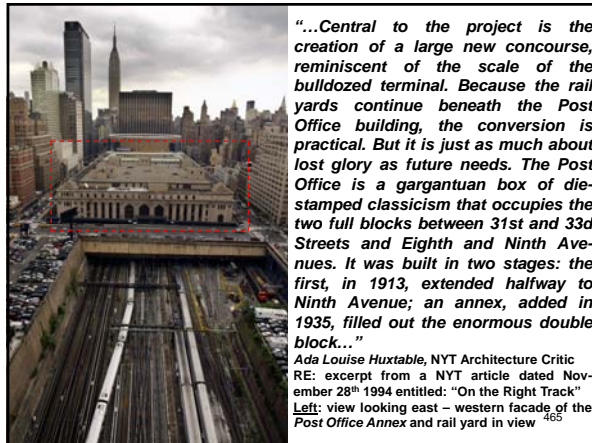 “…Central to the project is the
creation of a large new concourse,
reminiscent of the scale of the
bulldozed terminal. Because the rail
yards continue beneath the Post
Office building, the conversion is
practical. But it is just as much about
lost glory as future needs. The Post
Office is a gargantuan box of die-
stamped classicism that occupies the
two full blocks between 31st and 33d
Streets and Eighth and Ninth Ave-
nues. It was built in two stages: the
first, in 1913, extended halfway to
Ninth Avenue; an annex, added in
1935, filled out the enormous double
block…”
Ada Louise Huxtable, NYT Architecture Critic
RE: excerpt from a NYT article dated Nov-
ember 28th 1994 entitled: “On the Right Track”
Left: view looking east – western facade of the
Post Office Annex and rail yard in view 465